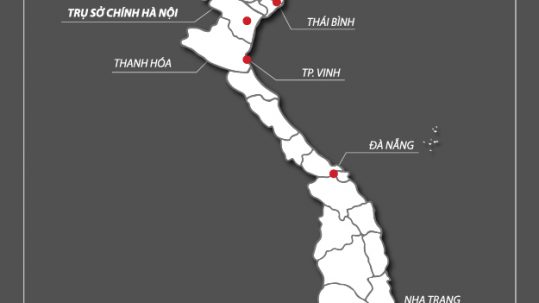 TRỤ SỞ CHÍNH HÀ NỘI
THÁI BÌNH
THANH HÓA
TP. VINH
ĐÀ NẴNG
NHA TRANG